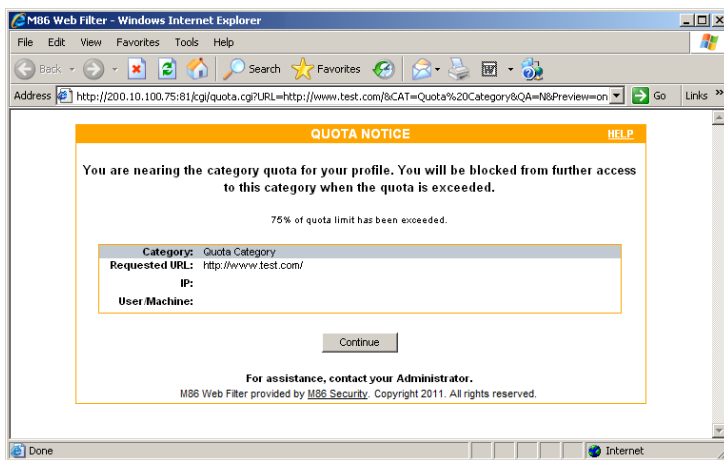 M86 Web Filter - Windows Internet Explorer
File Edit View Favorites Tools Help
Back Search Favorites
Address http://200.10.100.75:81/cgi/quota.cgi?URL=http://www.test.com/&CAT=Quota%20Category&QA=N&Preview=on Go Links »
QUOTA NOTICE HELP
You are nearing the category quota for your profile. You will be blocked from further access
to this category when the quota is exceeded.
75% of quota limit has been exceeded.
Category: Quota Category
Requested URL: http://www.test.com/
IP:
User/Machine:
Continue
For assistance, contact your Administrator.
M86 Web Filter provided by M86 Security. Copyright 2011. All rights reserved.
Done Internet